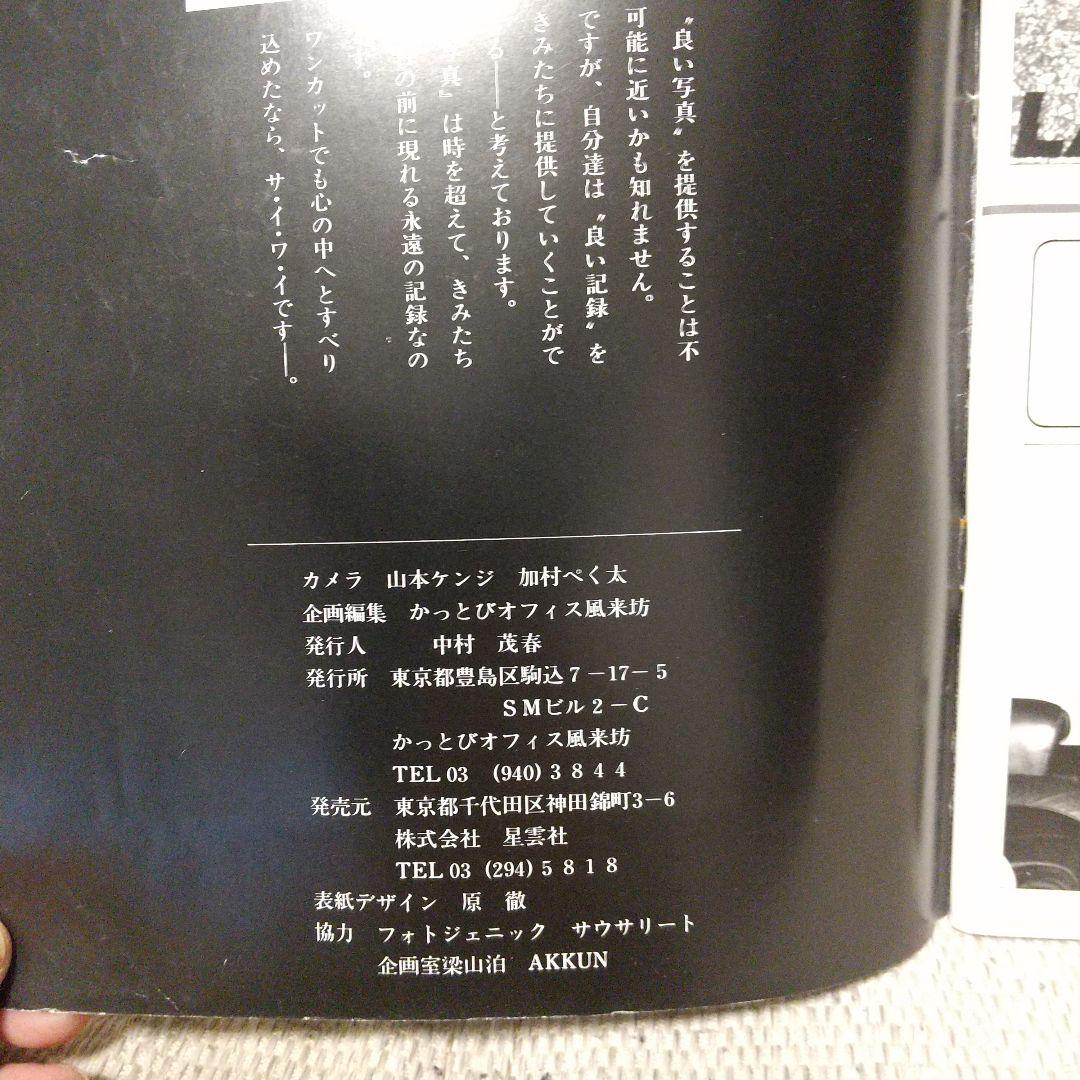 〝良い写真〟を提供することは不
可能に近いかも知れません。
ですが、自分達は〝良い記録〟を
きみたちに提供していくことがで
る——と考えております。
真』は時を超えて、きみたち
の前に現れる永遠の記録なの
す。
ワンカットでも心の中へとすべり
込めたなら、サ・イ・ワ・イです——。
カメラ 山本ケンジ 加村ぺく太
企画編集 かっとびオフィス風来坊
発行人 中村 茂春
発行所 東京都豊島区駒込7－17－5
SMビル2－C
かっとびオフィス風来坊
TEL 03 (940) 3844
発売元 東京都千代田区神田錦町3－6
株式会社 星雲社
TEL 03 (294) 5818
表紙デザイン 原 徹
協力 フォトジェニック サウサリート
企画室梁山泊 AKKUN